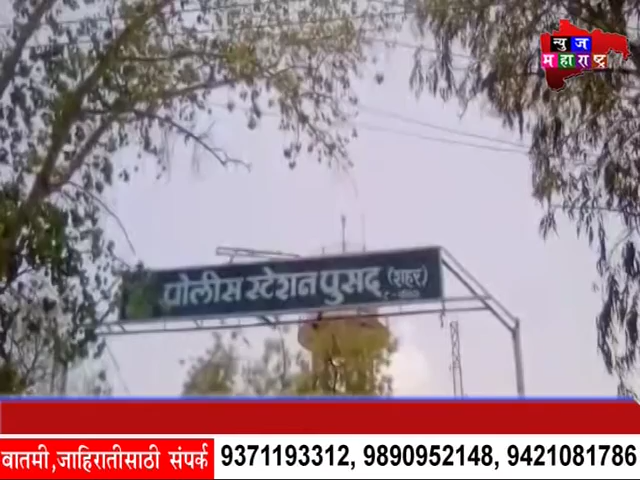 न्युज
महाराष्ट्र
पोलीस स्टेशन पुसद (शहर)
वातमी,जाहिरातीसाठी संपर्क 9371193312, 9890952148, 9421081786